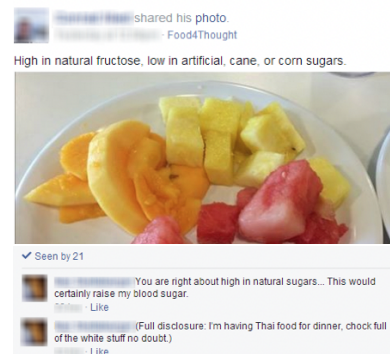 shared his photo.
Food4Thought
High in natural fructose, low in artificial, cane, or corn sugars.
Seen by 21
You are right about high in natural sugars... This would
certainly raise my blood sugar.
Like
(Full disclosure: I'm having Thai food for dinner, chock full
of the white stuff no doubt.)
Like